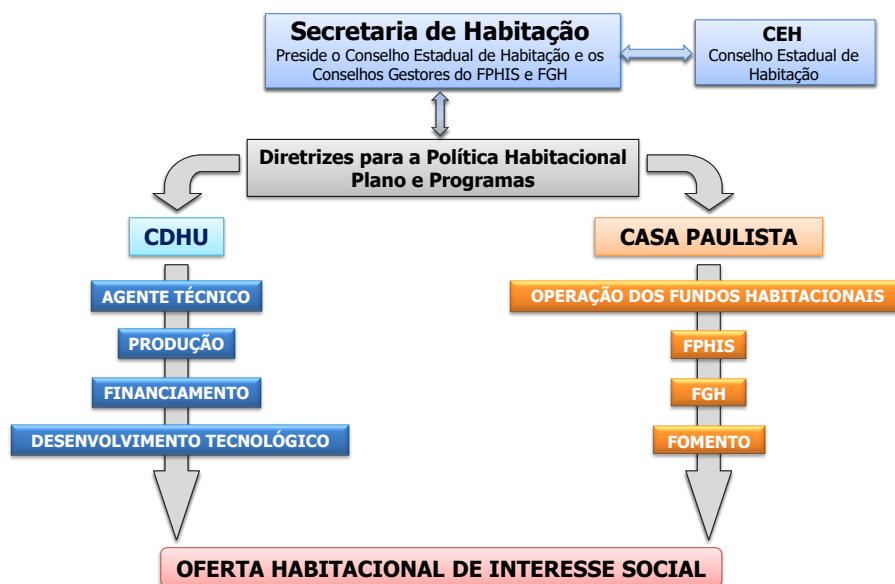 Secretaria de Habitação
Preside o Conselho Estadual de Habitação e os
Conselhos Gestores do FPHIS e FGH
CEH
Conselho Estadual de
Habitação
Diretrizes para a Política Habitacional
Plano e Programas
CDHU
AGENTE TÉCNICO
PRODUÇÃO
FINANCIAMENTO
DESENVOLVIMENTO TECNOLÓGICO
CASA PAULISTA
OPERAÇÃO DOS FUNDOS HABITACIONAIS
FPHIS
FGH
FOMENTO
OFERTA HABITACIONAL DE INTERESSE SOCIAL